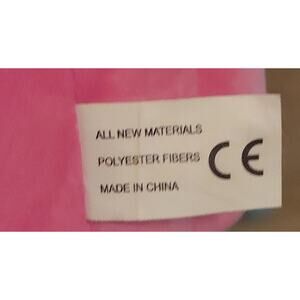 ALL NEW MATERIALS
POLYESTER FIBERS CE
MADE IN CHINA